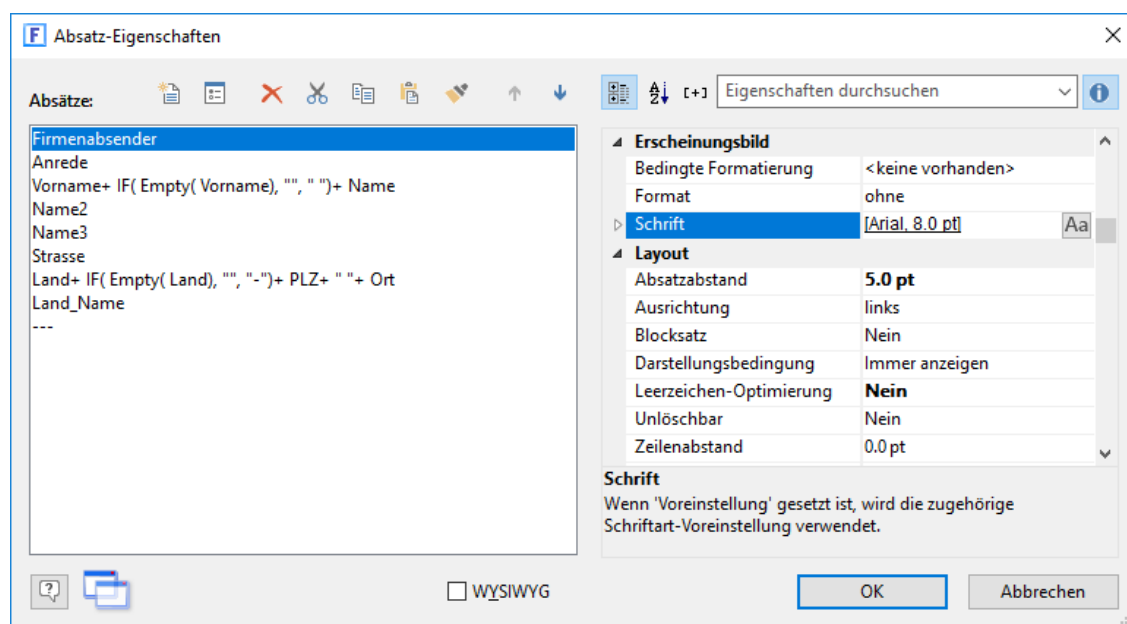 F Absatz-Eigenschaften
Absätze:
Eigenschaften durchsuchen
Firmenabsender
Anrede
Vorname+ IF( Empty( Vorname), "", " ")+ Name
Name2
Name3
Strasse
Land+ IF( Empty( Land), "", "-")+ PLZ+ " "+ Ort
Land_Name
---
Erscheinungsbild
Bedingte Formatierung <keine vorhanden>
Format ohne
Schrift [Arial, 8.0 pt] Aa
Layout
Absatzabstand 5.0 pt
Ausrichtung links
Blocksatz Nein
Darstellungsbedingung Immer anzeigen
Leerzeichen-Optimierung Nein
Unlöschbar Nein
Zeilenabstand 0.0 pt
Schrift
Wenn 'Voreinstellung' gesetzt ist, wird die zugehörige
Schriftart-Voreinstellung verwendet.
WYSIWYG
OK
Abbrechen